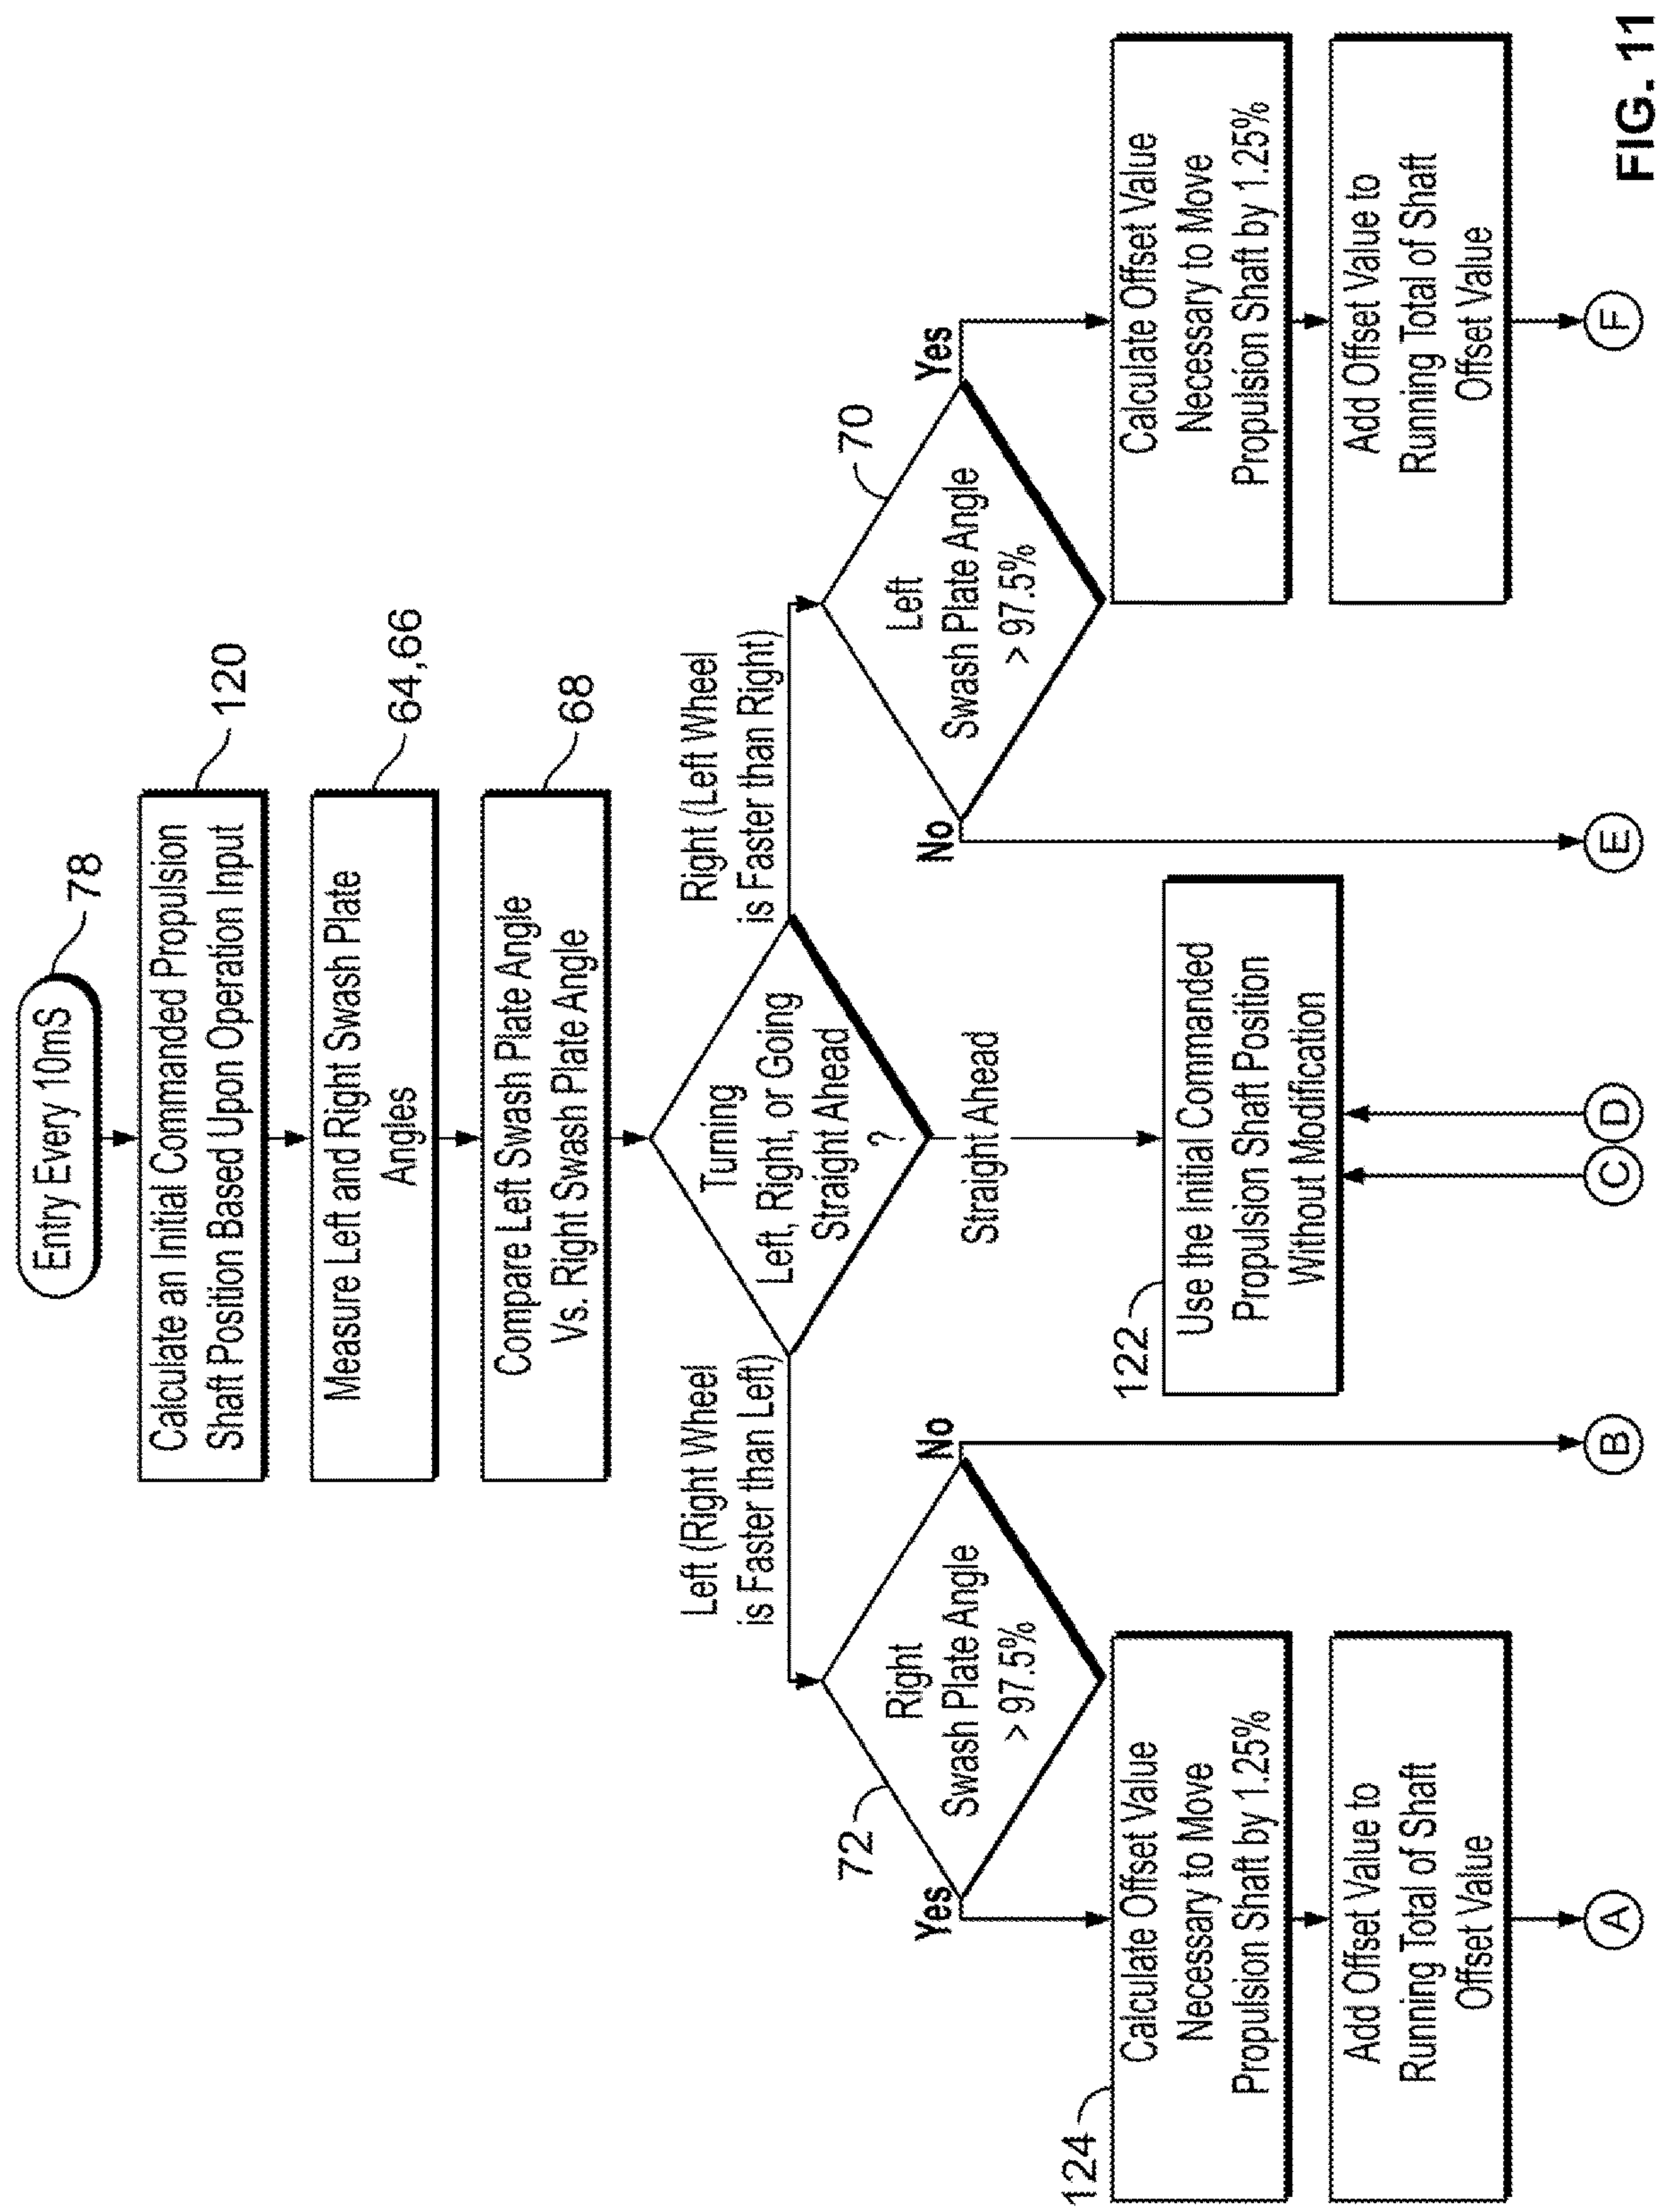 Entry Every 10mS
78
Calculate an Initial Commanded Propulsion
Shaft Position Based Upon Operation Input
120
Measure Left and Right Swash Plate
Angles
64,66
Compare Left Swash Plate Angle
Vs. Right Swash Plate Angle
68
Turning
Left, Right, or Going
Straight Ahead
?
Left (Right Wheel
is Faster than Left)
Right (Left Wheel
is Faster than Right)
Straight Ahead
72
Right
Swash Plate Angle
> 97.5%
Yes
No
70
Left
Swash Plate Angle
> 97.5%
No
Yes
124
Calculate Offset Value
Necessary to Move
Propulsion Shaft by 1.25%
122
Use the Initial Commanded
Propulsion Shaft Position
Without Modification
Calculate Offset Value
Necessary to Move
Propulsion Shaft by 1.25%
Add Offset Value to
Running Total of Shaft
Offset Value
Add Offset Value to
Running Total of Shaft
Offset Value
A
B
C
D
E
F
FIG. 11